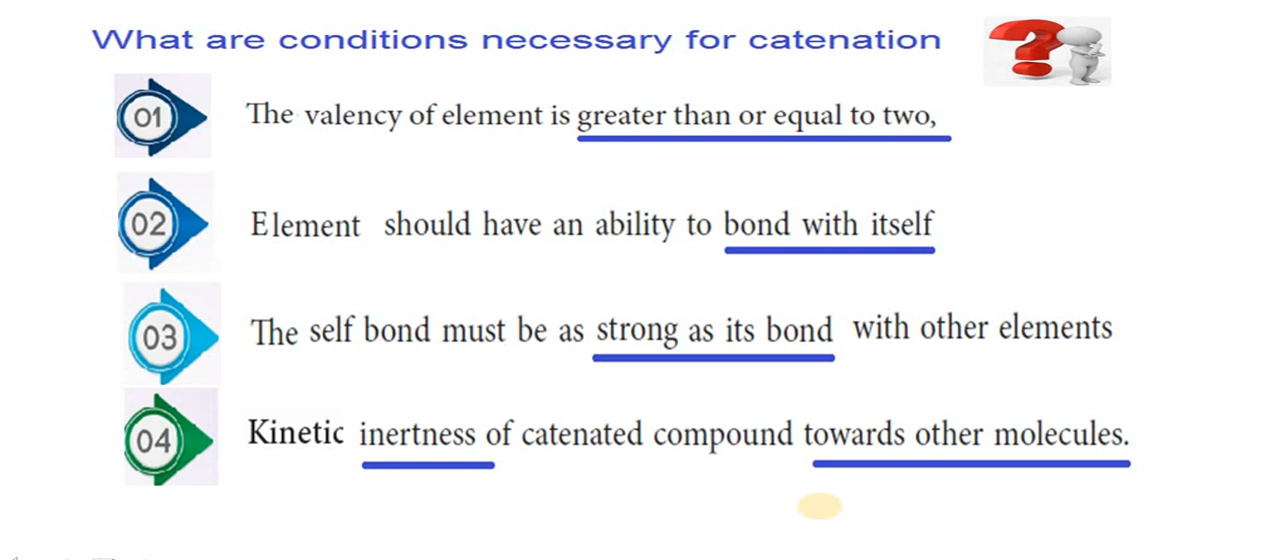 What are conditions necessary for catenation
01 The valency of element is greater than or equal to two,
02 Element should have an ability to bond with itself
03 The self bond must be as strong as its bond with other elements
04 Kinetic inertness of catenated compound towards other molecules.